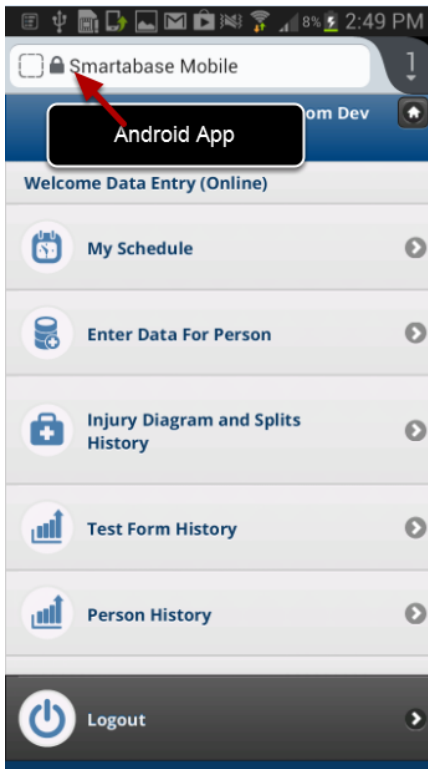 8% 2:49 PM
Smartabase Mobile
1
om Dev
Android App
Welcome Data Entry (Online)
My Schedule
Enter Data For Person
Injury Diagram and Splits
History
Test Form History
Person History
Logout